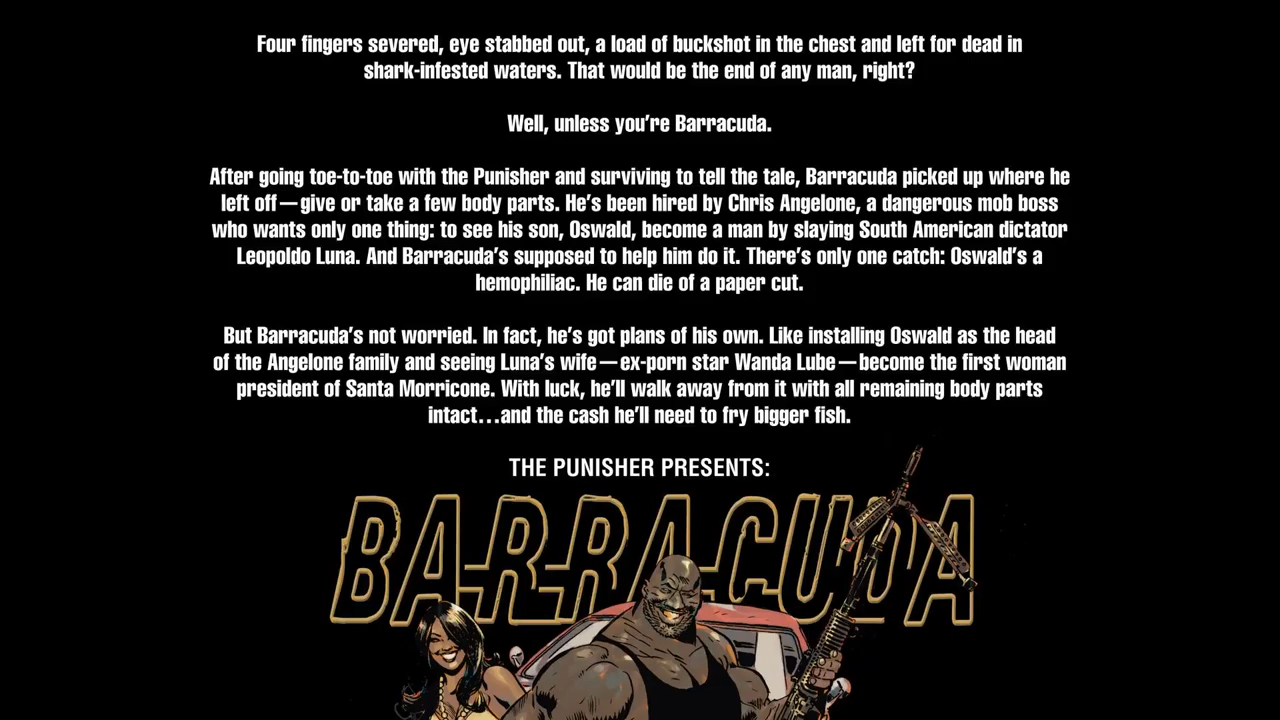 Four fingers severed, eye stabbed out, a load of buckshot in the chest and left for dead in
shark-infested waters. That would be the end of any man, right?
Well, unless you’re Barracuda.
After going toe-to-toe with the Punisher and surviving to tell the tale, Barracuda picked up where he
left off—give or take a few body parts. He’s been hired by Chris Angelone, a dangerous mob boss
who wants only one thing: to see his son, Oswald, become a man by slaying South American dictator
Leopoldo Luna. And Barracuda’s supposed to help him do it. There’s only one catch: Oswald’s a
hemophiliac. He can die of a paper cut.
But Barracuda’s not worried. In fact, he’s got plans of his own. Like installing Oswald as the head
of the Angelone family and seeing Luna’s wife—ex-porn star Wanda Lube—become the first woman
president of Santa Morricone. With luck, he’ll walk away from it with all remaining body parts
intact...and the cash he’ll need to fry bigger fish.
THE PUNISHER PRESENTS:
BARRACUDA